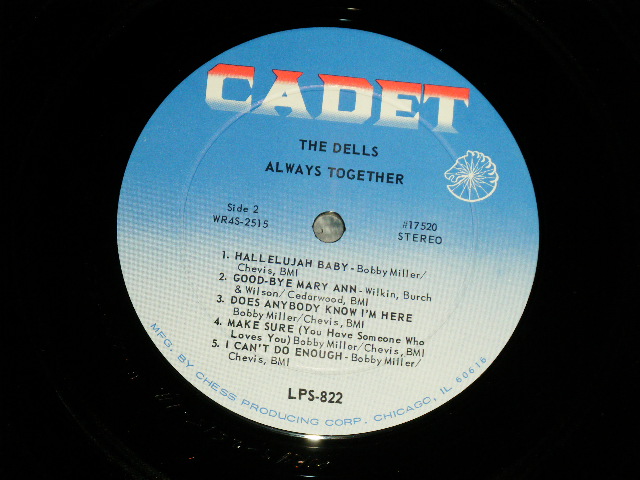 CADET
THE DELLS
ALWAYS TOGETHER
Side 2
WR4S-2515
#17520
STEREO
1. HALLELUJAH BABY - Bobby Miller/
Chevis, BMI
2. GOOD-BYE MARY ANN - Wilkin, Burch
& Wilson/ Cedarwood, BMI
3. DOES ANYBODY KNOW I'M HERE
Bobby Miller/Chevis, BMI
4. MAKE SURE (You Have Someone Who
Loves You) Bobby Miller/Chevis, BMI
5. I CAN'T DO ENOUGH - Bobby Miller/
Chevis, BMI
LPS-822
MFG. BY CHESS PRODUCING CORP., CHICAGO, IL 60616